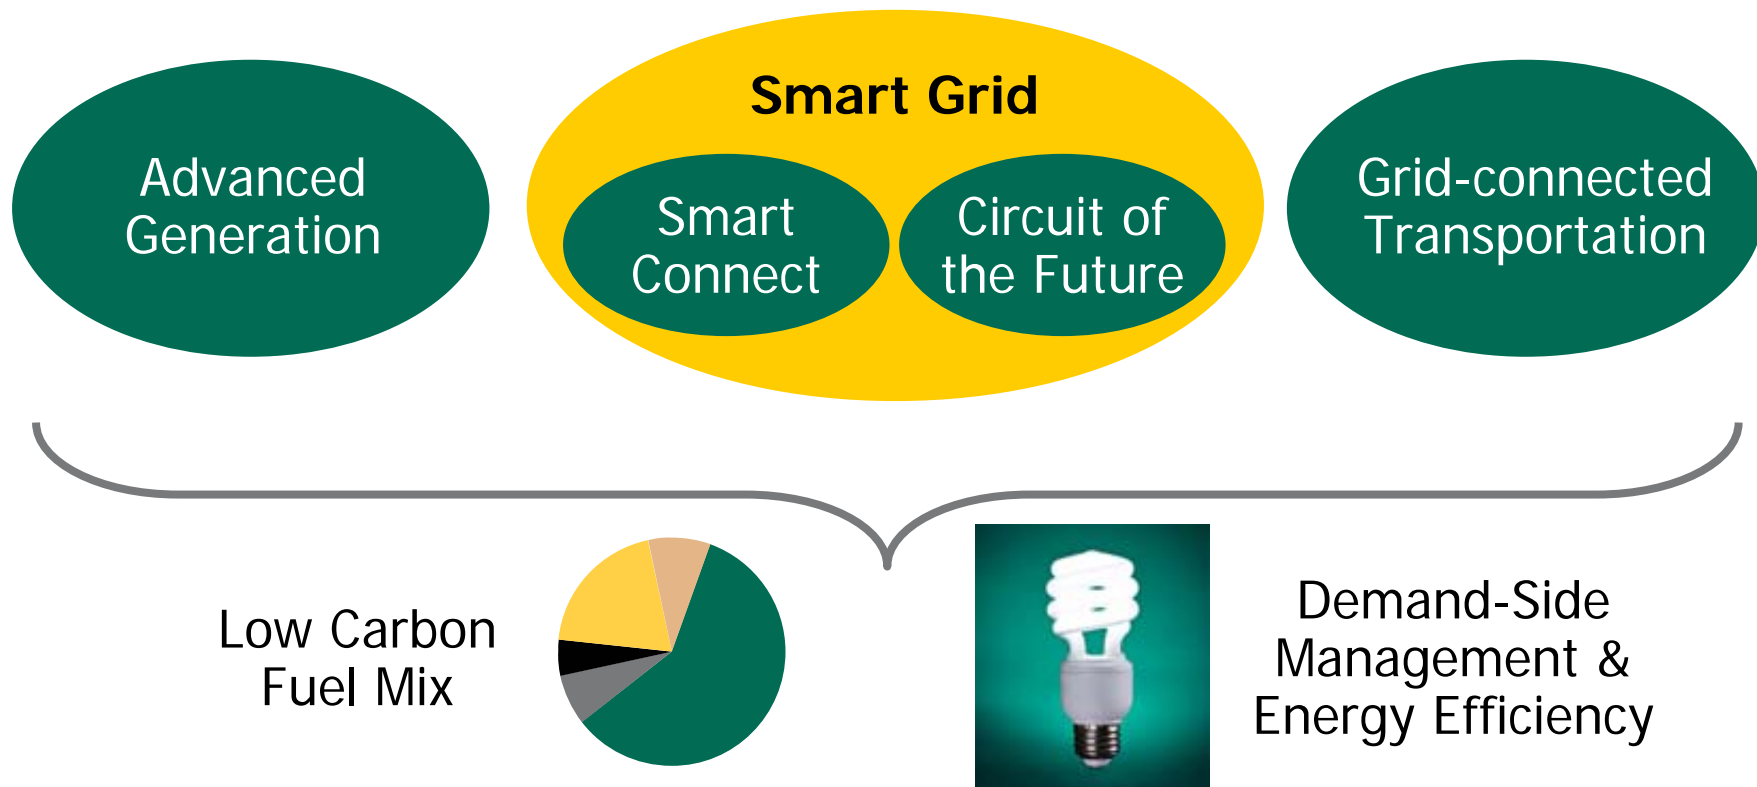 Smart Grid
Advanced
Generation
Smart
Connect
Circuit of
the Future
Grid-connected
Transportation
Low Carbon
Fuel Mix
Demand-Side
Management &
Energy Efficiency